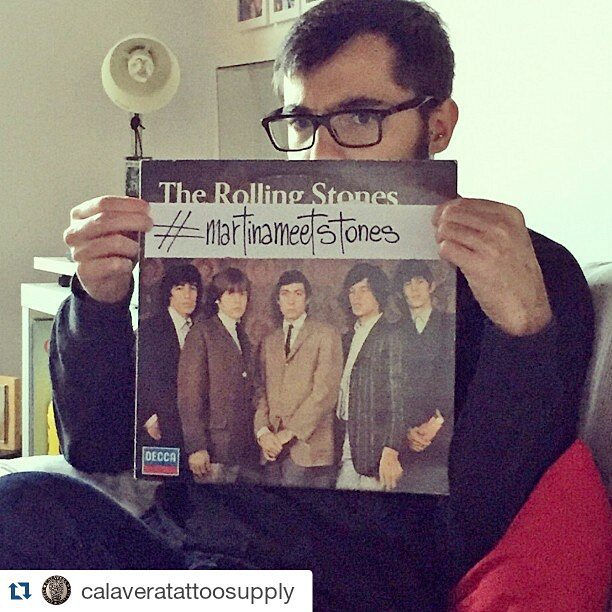 The Rolling Stones
#martinameetstones
DECCA
calaveratattoosupply